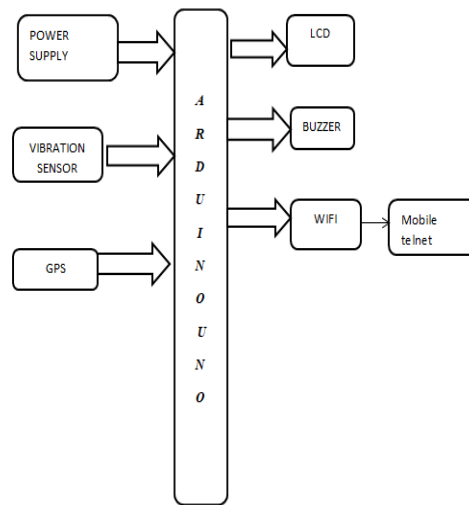 POWER
SUPPLY
VIBRATION
SENSOR
GPS
A
R
D
U
I
N
O
U
N
O
LCD
BUZZER
WIFI
Mobile
telnet